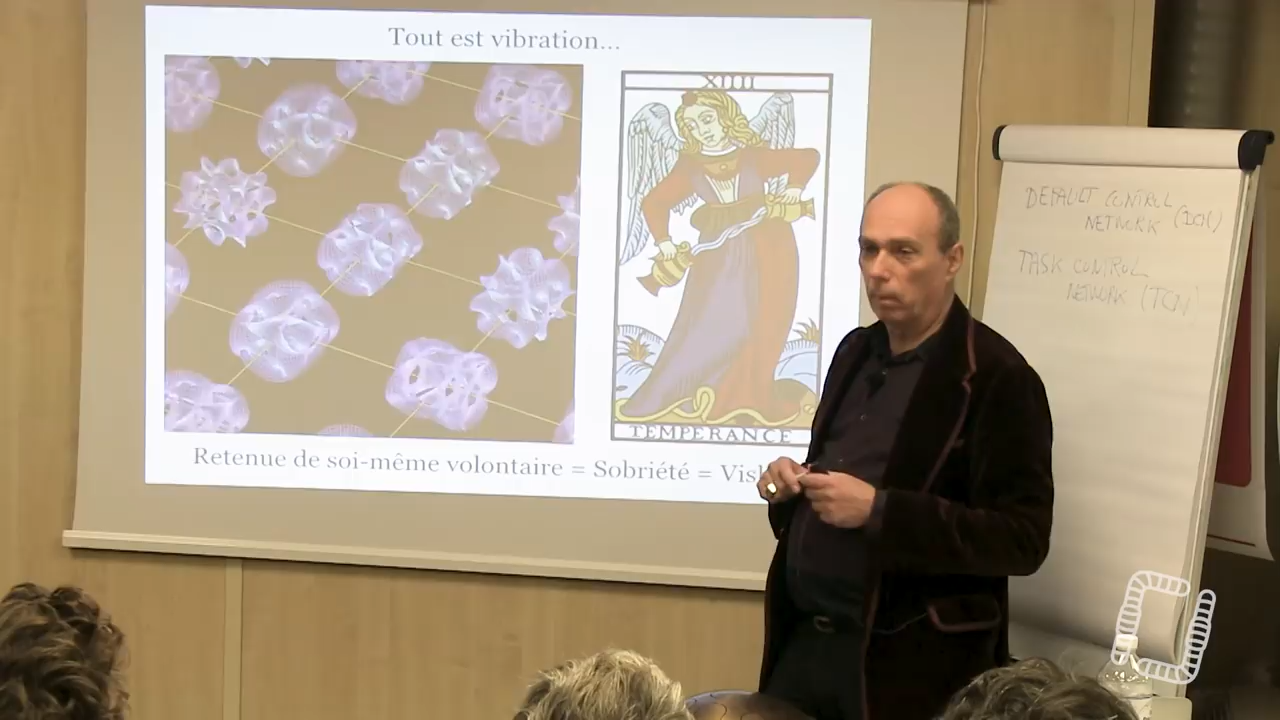 Tout est vibration...
XIIII
TEMPERANCE
Retenue de soi-même volontaire = Sobriété =
DEFAULT CONTROL
NETWORK (DCN)
TASK CONTROL
NETWORK (TCN)